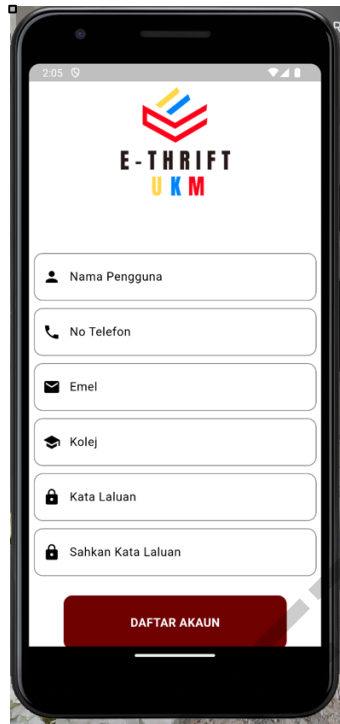 2:05
E-THRIFT
UKM
Nama Pengguna
No Telefon
Emel
Kolej
Kata Laluan
Sahkan Kata Laluan
DAFTAR AKAUN